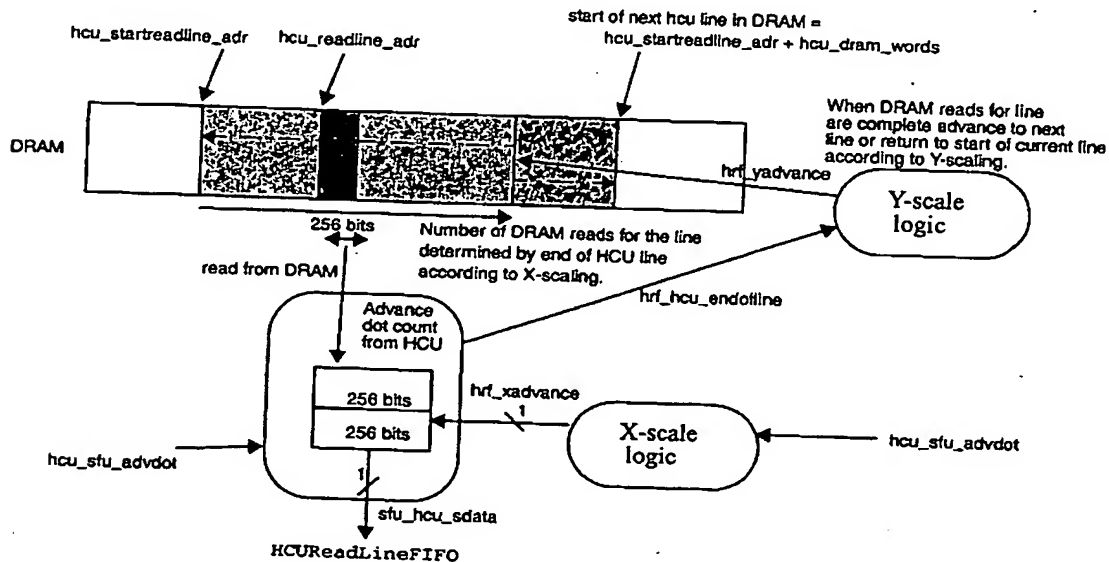 start of next hcu line in DRAM =
hcu_startreadline_adr + hcu_dram_words
hcu_startreadline_adr
hcu_readline_adr
DRAM
When DRAM reads for line
are complete advance to next
line or return to start of current line
according to Y-scaling.
hrf_yadvance
Y-scale
logic
256 bits
Number of DRAM reads for the line
determined by end of HCU line
according to X-scaling.
read from DRAM
hrf_hcu_endofline
Advance
dot count
from HCU
256 bits
256 bits
hrf_xadvance
1
X-scale
logic
hcu_sfu_advdot
hcu_sfu_advdot
1
sfu_hcu_sdata
HCUReadLineFIFO